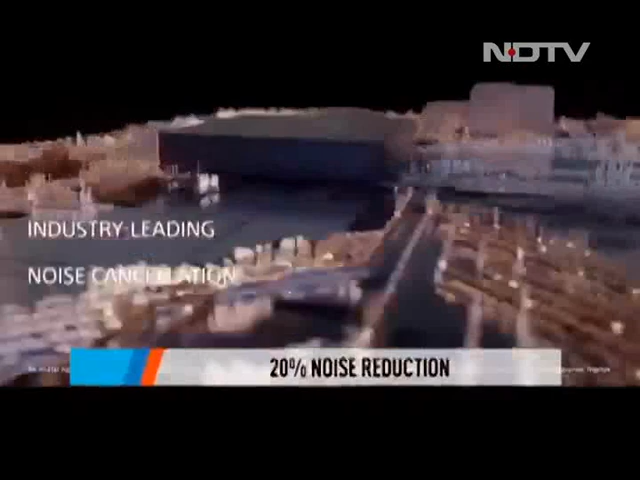 NDTV
INDUSTRY-LEADING
NOISE CANCELLATION
20% NOISE REDUCTION